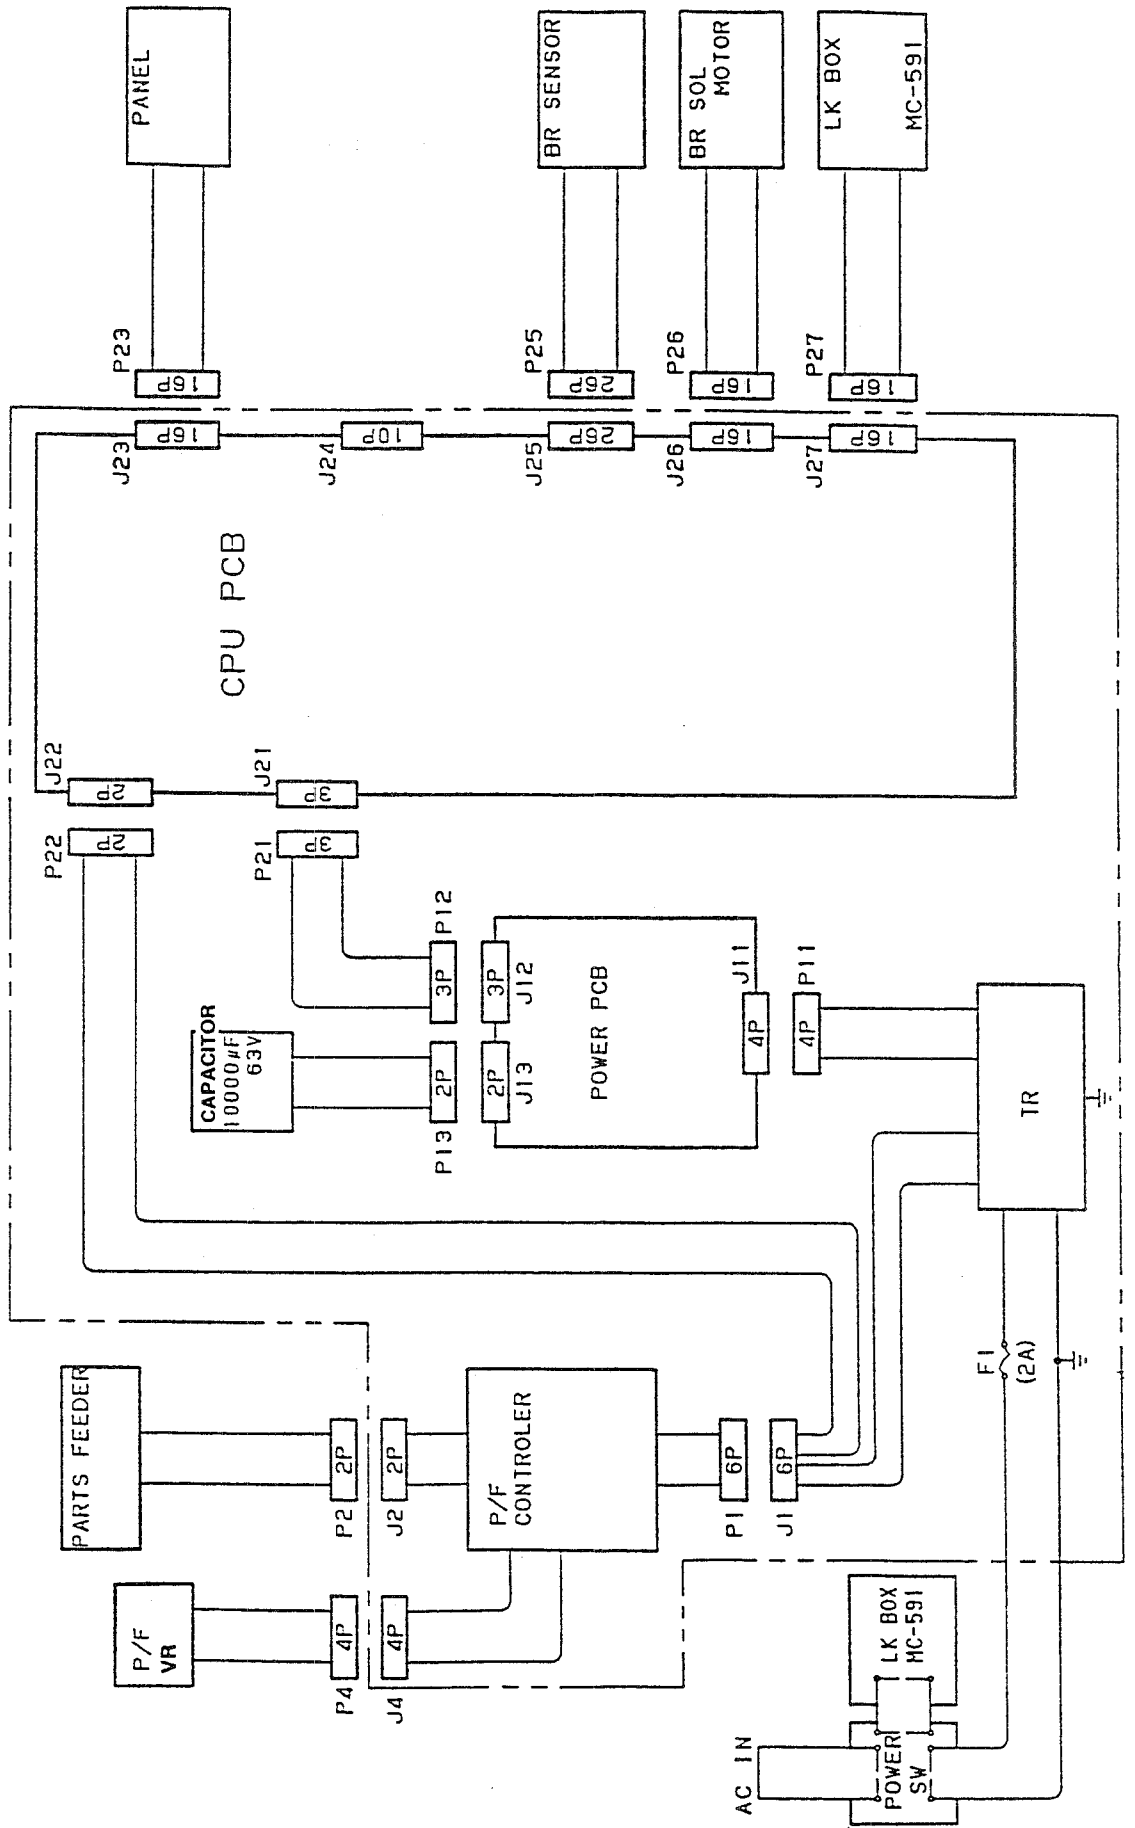 PANEL
BR SENSOR
BR SOL
MOTOR
LK BOX
MC-591
P23
16P
P25
26P
P26
16P
P27
16P
J23
16P
J24
10P
J25
26P
J26
16P
J27
16P
CPU PCB
J22
2P
J21
3P
P22
2P
P21
3P
CAPACITOR
10000µF
63V
P12
3P
P13
2P
3P
J12
2P
J13
POWER PCB
J11
4P
P11
4P
TR
PARTS FEEDER
P2
2P
J2
2P
P/F
CONTROLER
P1
6P
J1
6P
F1
(2A)
P/F
VR
P4
4P
J4
4P
AC IN
POWER
SW
LK BOX
MC-591